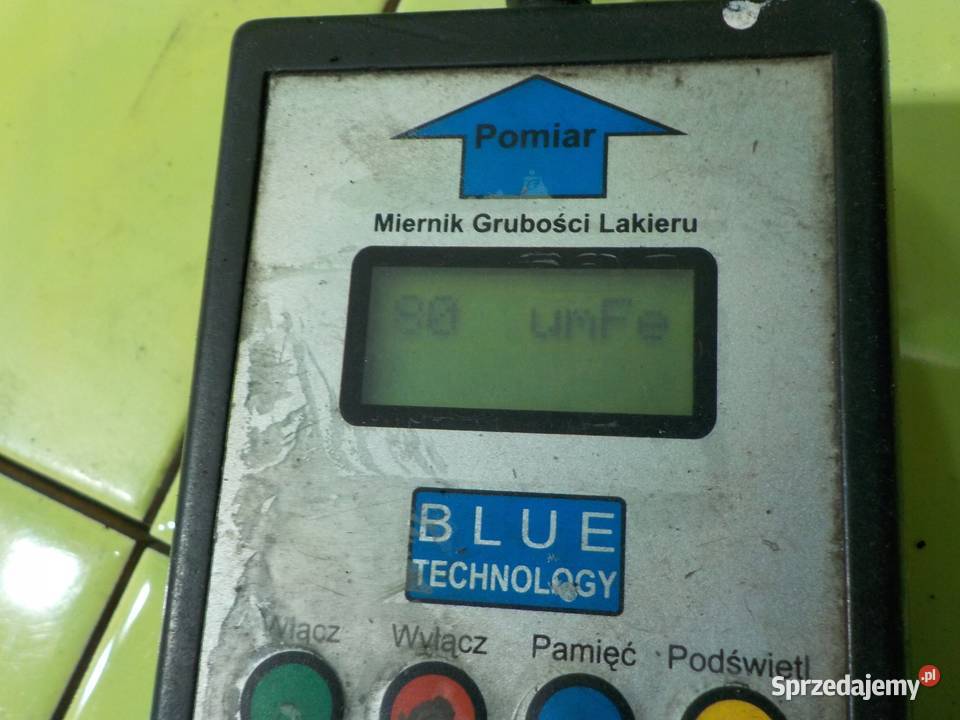 Pomiar
Miernik Grubości Lakieru
80 umFe
BLUE
TECHNOLOGY
Włącz Wyłącz Pamięć Podświetl
Sprzedajemy.pl